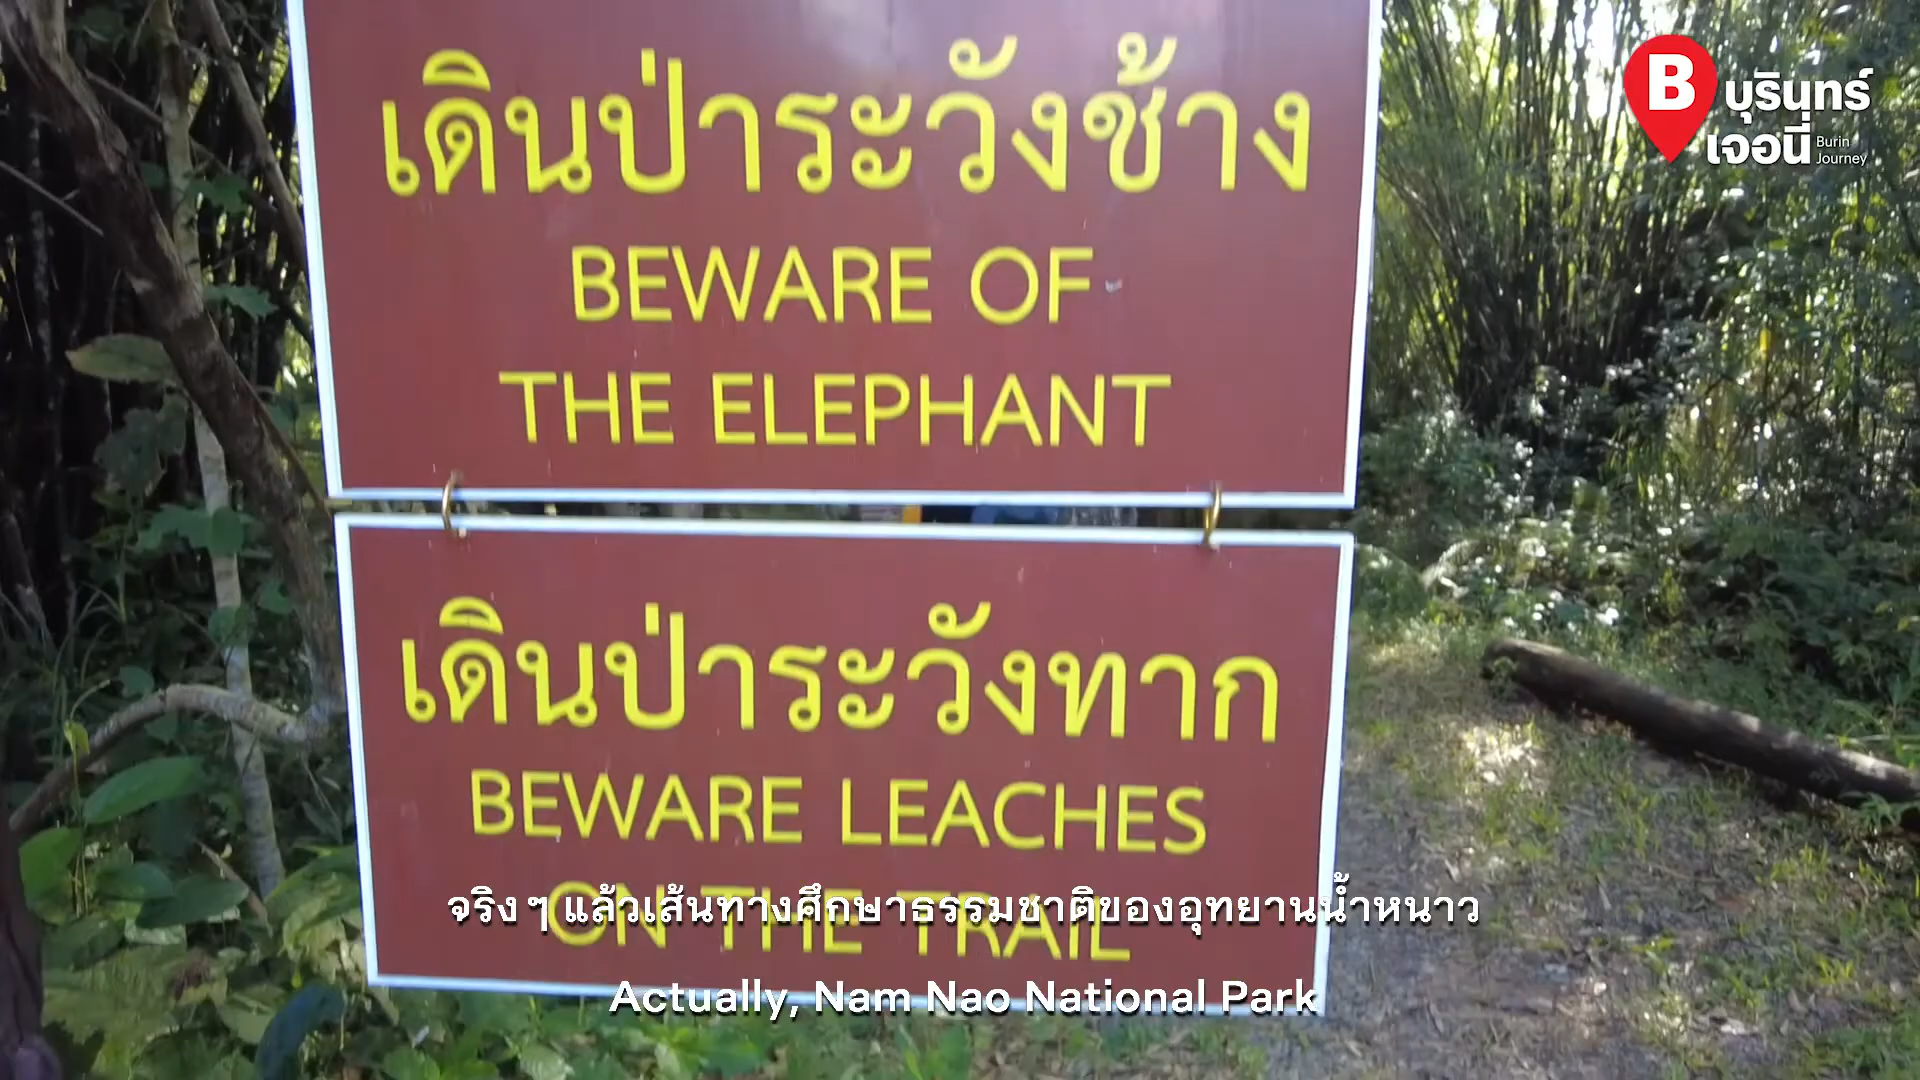 เดินป่าระวังช้าง
BEWARE OF
THE ELEPHANT
เดินป่าระวังทาก
BEWARE LEACHES
ON THE TRAIL
จริงๆ แล้วเส้นทางศึกษาธรรมชาติของอุทยานน้ำหนาว
Actually, Nam Nao National Park
B บุรินทร์
เจอนี่ Burin
Journey